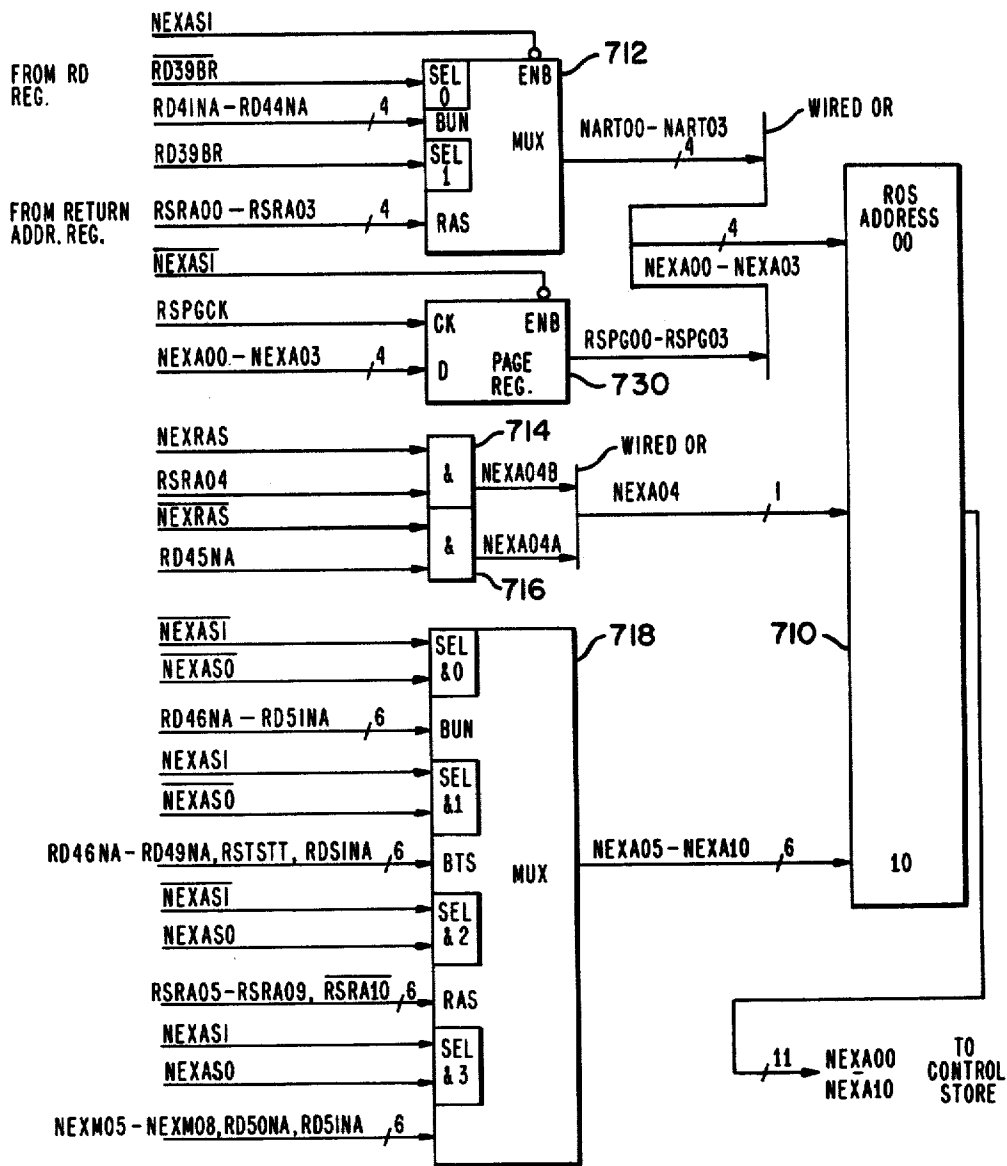 NEXAS1
712
FROM RD
REG.
RD39BR
SEL
0
ENB
RD41NA-RD44NA
4
BUN
MUX
NART00-NART03
4
WIRED OR
RD39BR
SEL
1
FROM RETURN
ADDR. REG.
RSRA00-RSRA03
4
RAS
ROS
ADDRESS
00
4
NEXA00-NEXA03
NEXAS1
RSPGCK
CK
ENB
RSPG00-RSPG03
NEXA00-NEXA03
4
D
PAGE
REG.
730
NEXRAS
714
WIRED OR
RSRA04
&
NEXA04B
NEXA04
1
NEXRAS
&
NEXA04A
RD45NA
716
NEXAS1
718
710
NEXAS0
SEL
&0
RD46NA-RD51NA
6
BUN
NEXAS1
NEXAS0
SEL
&1
RD46NA-RD49NA, RSTSTT, RD51NA
6
BTS
MUX
NEXA05-NEXA10
6
10
NEXAS1
NEXAS0
SEL
&2
RSRA05-RSRA09, RSRA10
6
RAS
NEXAS1
NEXAS0
SEL
&3
11
NEXA00
-
NEXA10
TO
CONTROL
STORE
NEXM05-NEXM08, RD50NA, RD51NA
6